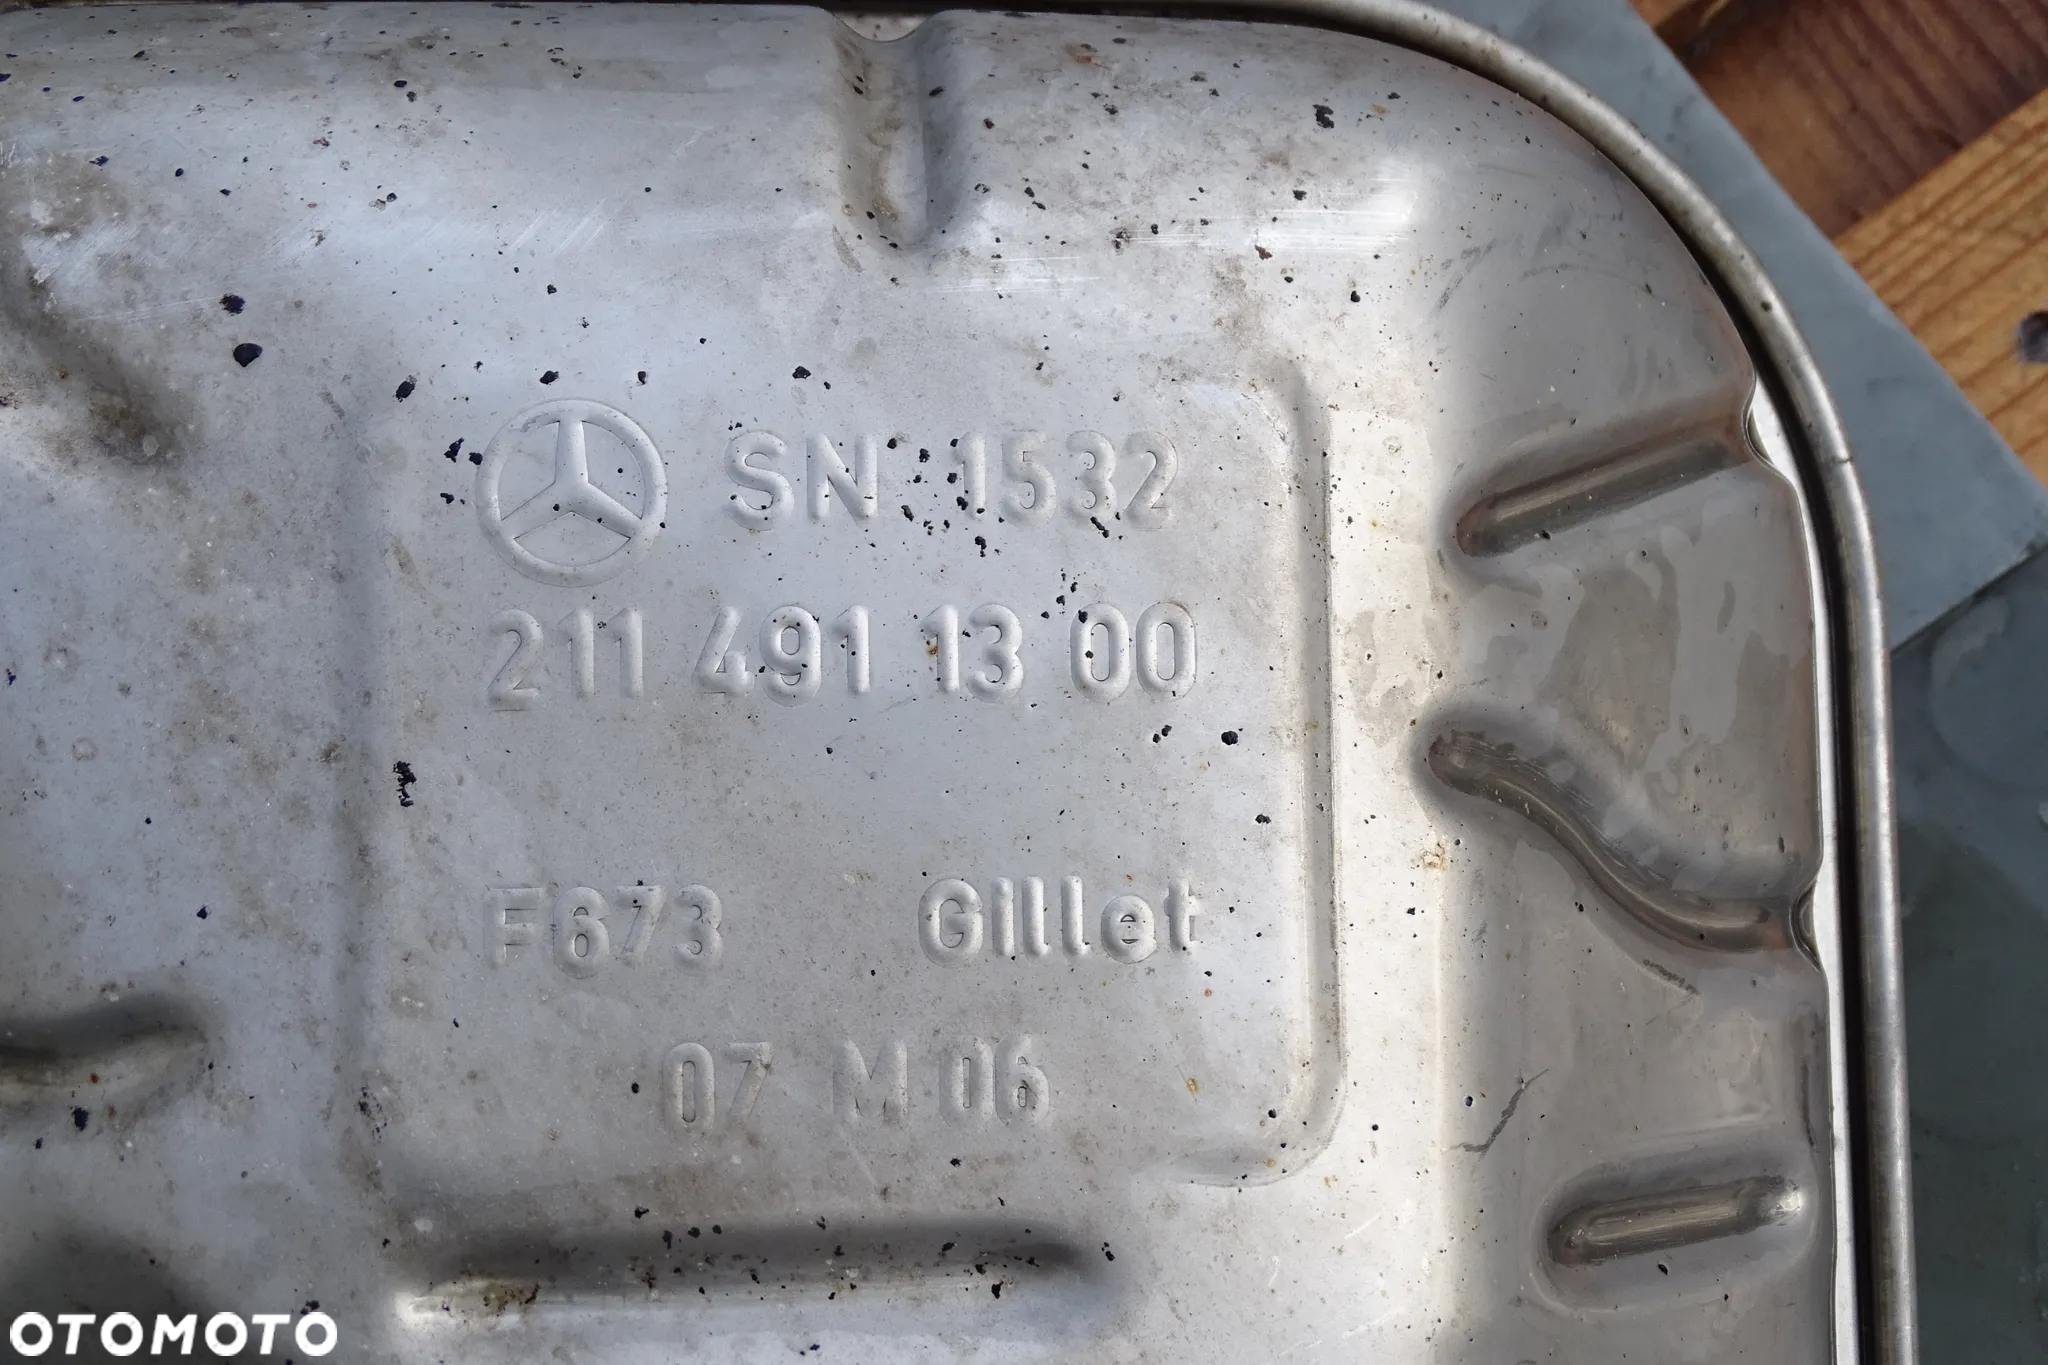 SN 1532
211 491 13 00
F673 Gillet
07 M 06
OTOMOTO